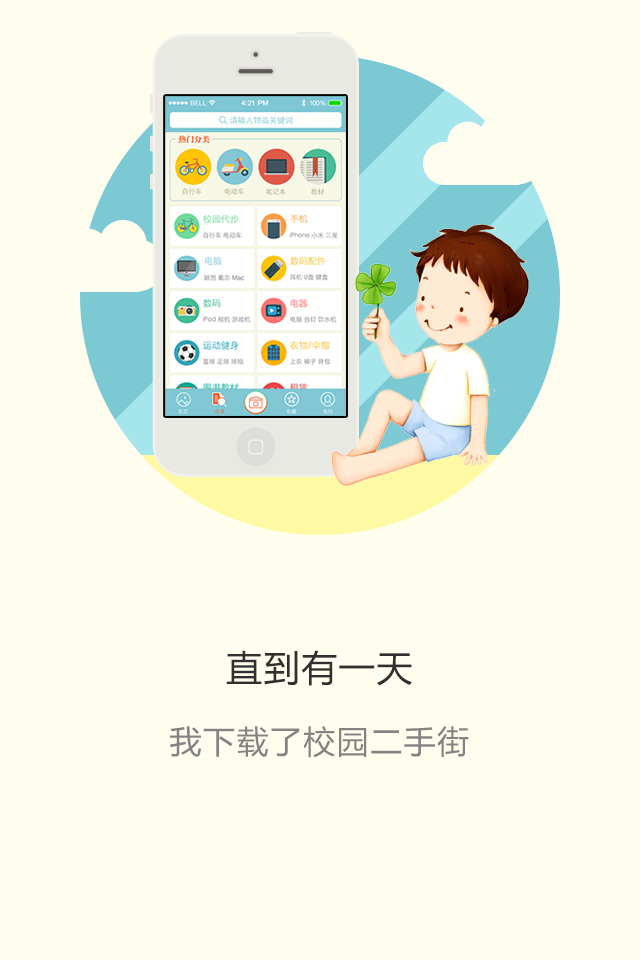 BELL 4:21 PM 100%
请输入物品关键词
热门分类
自行车 电动车 笔记本 教材
校园代步 手机
自行车 电动车 iPhone 小米 三星
电脑 数码配件
联想 戴尔 Mac 耳机 U盘 键盘
数码 电器
iPod 相机 游戏机 电脑 台灯 饮水机
运动健身 衣物/伞帽
篮球 足球 球拍 上衣 裤子 背包
图书教材 租赁
直到有一天
我下载了校园二手街